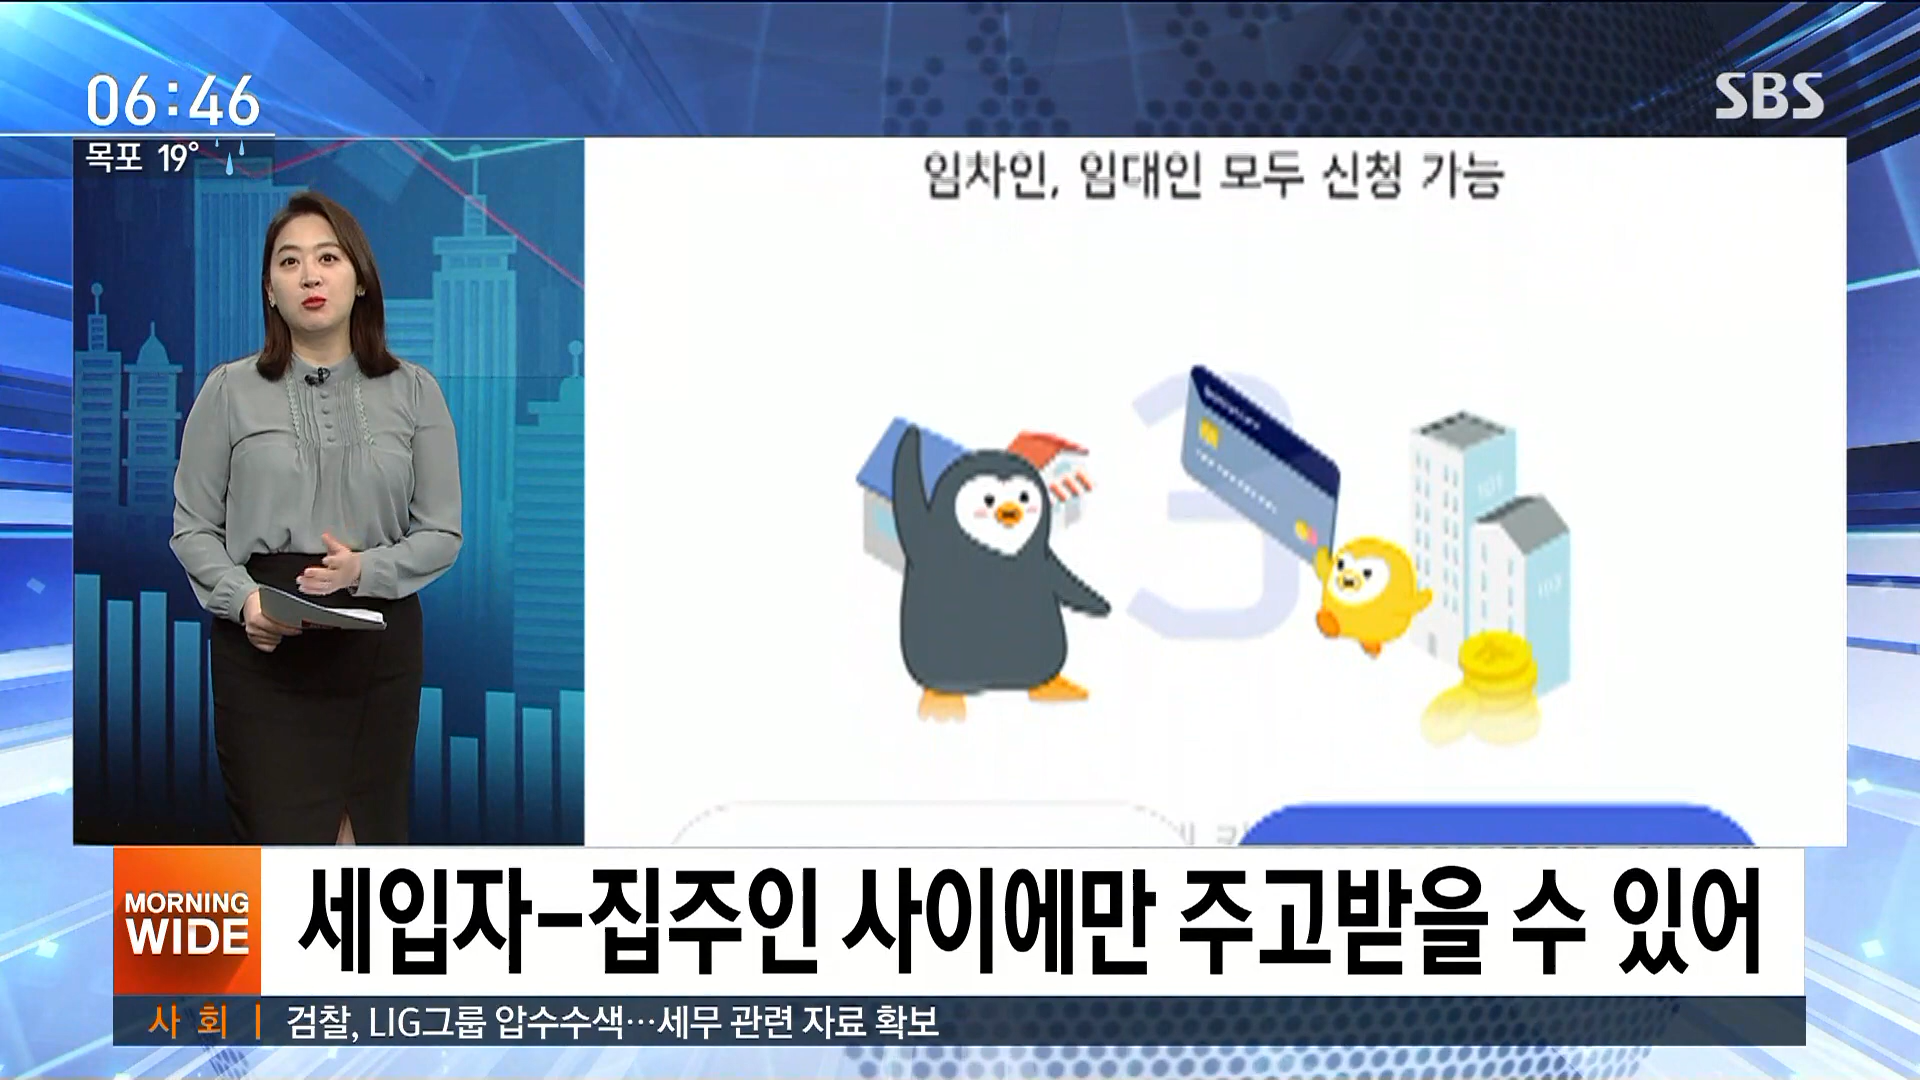 06:46
SBS
목포 19°
임차인, 임대인 모두 신청 가능
3
101
102
MORNING
WIDE
세입자-집주인 사이에만 주고받을 수 있어
사회 | 검찰, LIG그룹 압수수색…세무 관련 자료 확보